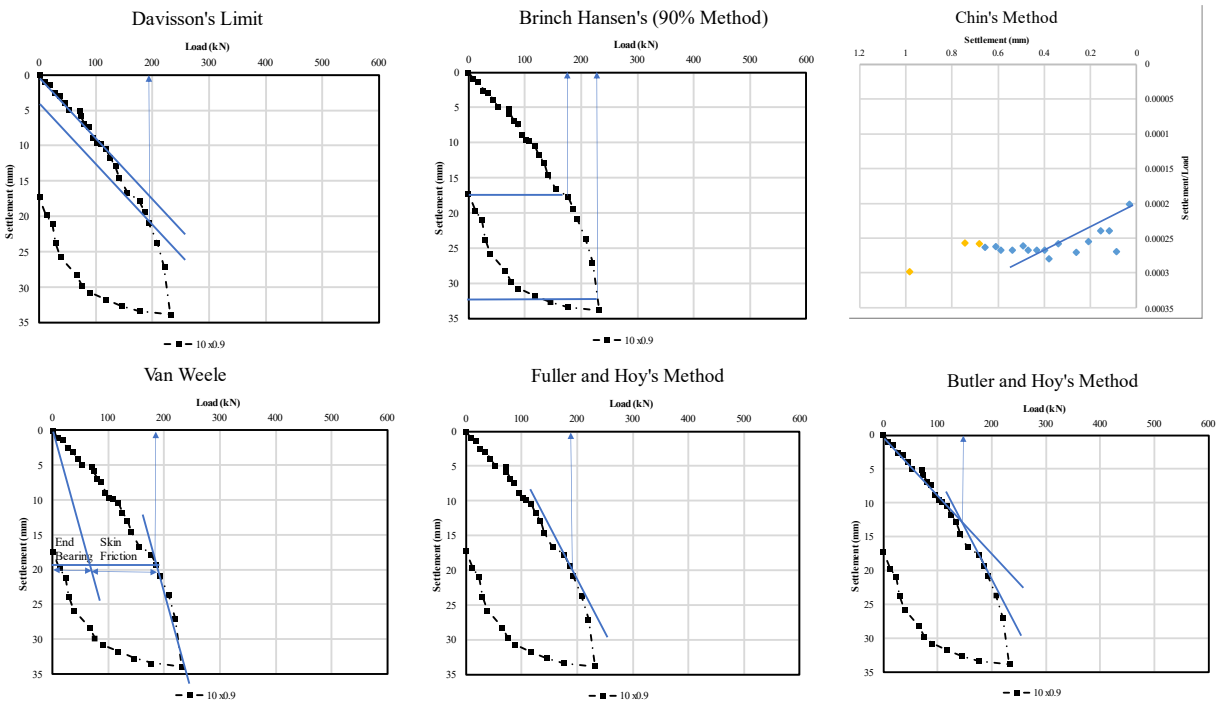 Davisson's Limit
Load (kN)
0 100 200 300 400 500 600
0
5
10
15
20
25
30
35
Settlement (mm)
10 x0.9
Brinch Hansen's (90% Method)
Load (kN)
0 100 200 300 400 500 600
0
5
10
15
20
25
30
35
Settlement (mm)
10 x0.9
Chin's Method
Settlement (mm)
1.2 1 0.8 0.6 0.4 0.2 0
0
0.00005
0.0001
0.00015
0.0002
0.00025
0.0003
0.00035
Settlement/Load
Van Weele
Load (kN)
0 100 200 300 400 500 600
0
5
10
15
20
25
30
35
Settlement (mm)
End Skin
Bearing Friction
10 x0.9
Fuller and Hoy's Method
Load (kN)
0 100 200 300 400 500 600
0
5
10
15
20
25
30
35
Settlement (mm)
10 x0.9
Butler and Hoy's Method
Load (kN)
0 100 200 300 400 500 600
0
5
10
15
20
25
30
35
Settlement (mm)
10 x0.9